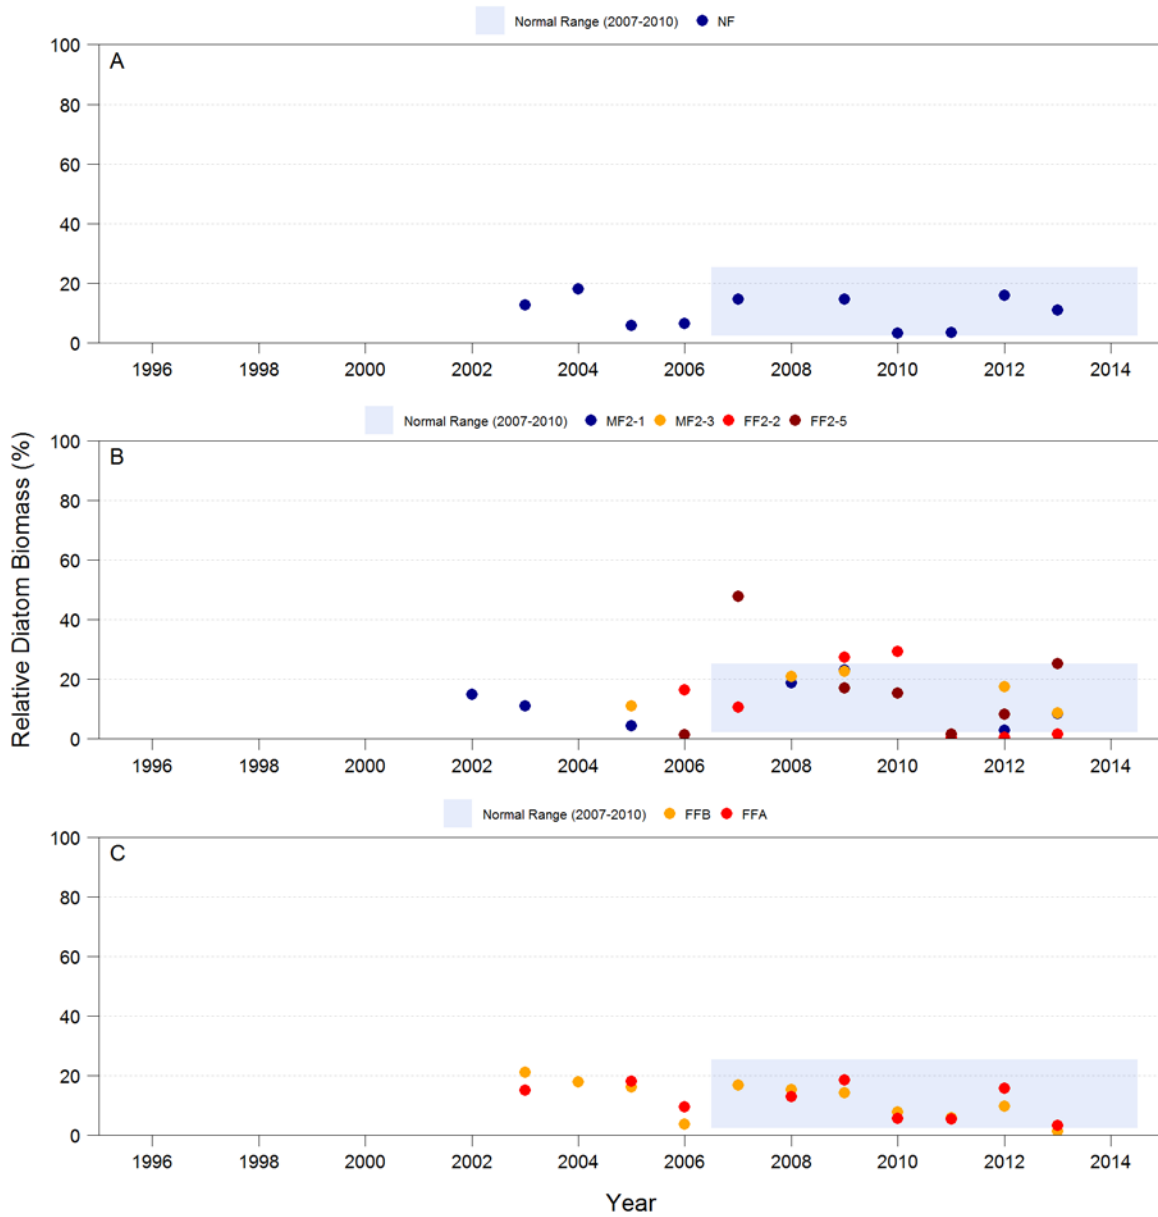 Normal Range (2007-2010) NF
A
100
80
60
40
20
0
1996 1998 2000 2002 2004 2006 2008 2010 2012 2014
Relative Diatom Biomass (%)
Normal Range (2007-2010) MF2-1 MF2-3 FF2-2 FF2-5
B
100
80
60
40
20
0
1996 1998 2000 2002 2004 2006 2008 2010 2012 2014
Normal Range (2007-2010) FFB FFA
C
100
80
60
40
20
0
1996 1998 2000 2002 2004 2006 2008 2010 2012 2014
Year